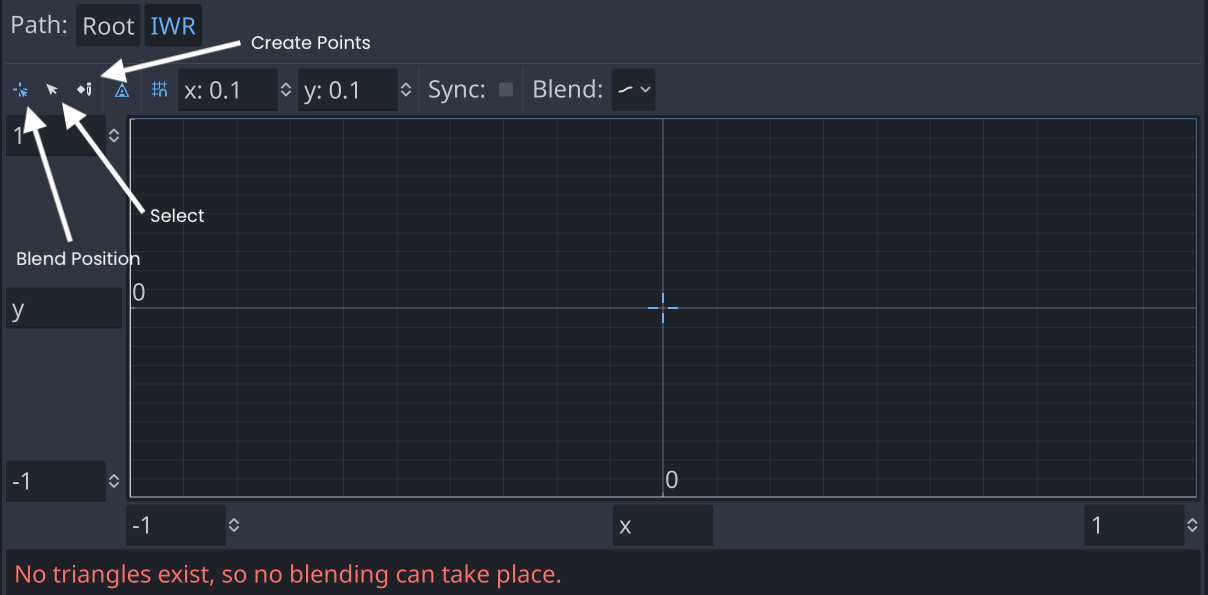 Path: Root IWR
Create Points
x: 0.1 y: 0.1 Sync: Blend:
1
Select
Blend Position
0
y
-1
0
-1 x 1
No triangles exist, so no blending can take place.